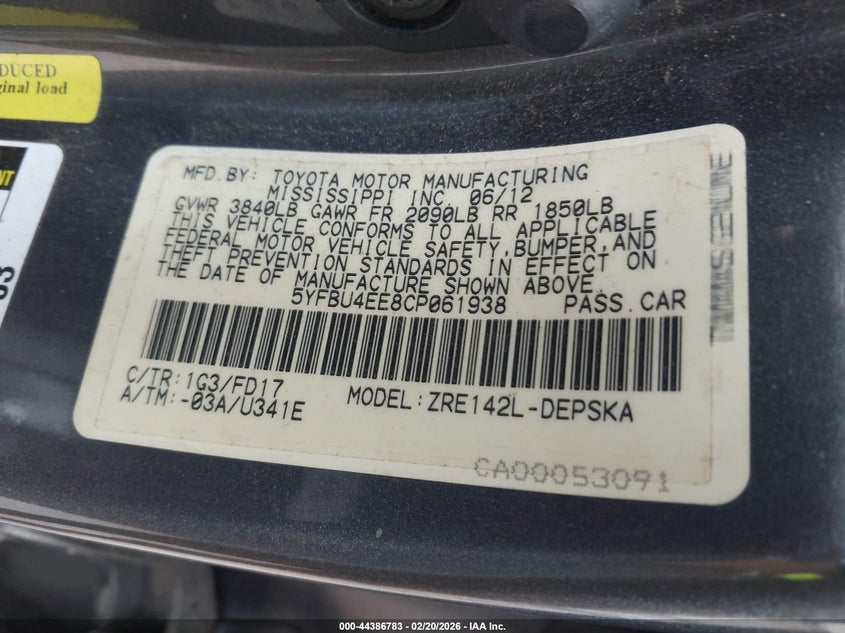 DUCED
ginal load
NT
03
MFD.BY: TOYOTA MOTOR MANUFACTURING
MISSISSIPPI INC. 06/12
GVWR 3840LB GAWR FR 2090LB RR 1850LB
THIS VEHICLE CONFORMS TO ALL APPLICABLE
FEDERAL MOTOR VEHICLE SAFETY,BUMPER,AND
THEFT PREVENTION STANDARDS IN EFFECT ON
THE DATE OF MANUFACTURE SHOWN ABOVE.
5YFBU4EE8CP061938 PASS.CAR
C/TR:1G3/FD17
A/TM:-03A/U341E MODEL:ZRE142L-DEPSKA
CA00053091
000-44386783 — 02/20/2026 — IAA Inc.